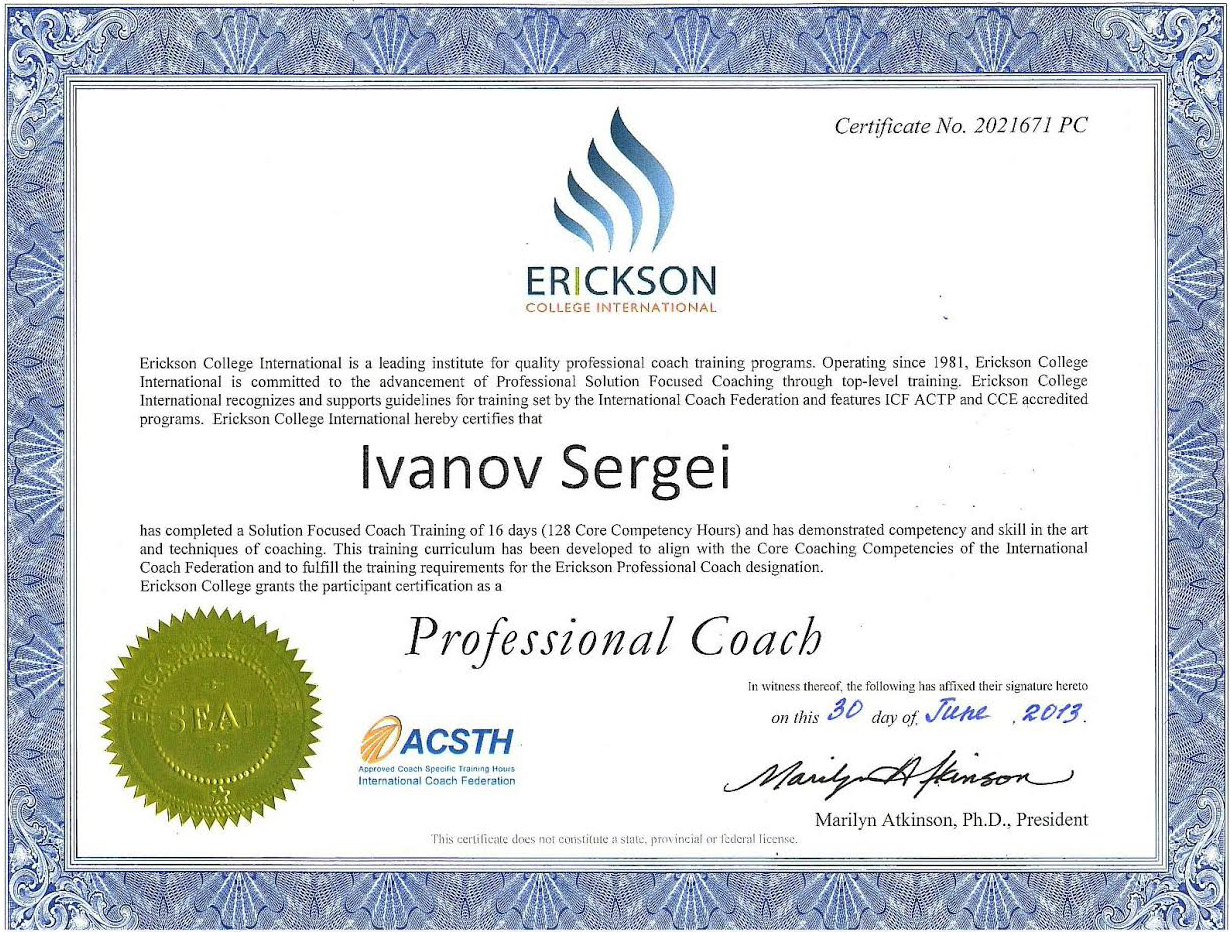 Certificate No. 2021671 PC
ERICKSON
COLLEGE INTERNATIONAL
Erickson College International is a leading institute for quality professional coach training programs. Operating since 1981, Erickson College
International is committed to the advancement of Professional Solution Focused Coaching through top-level training. Erickson College
International recognizes and supports guidelines for training set by the International Coach Federation and features ICF ACTP and CCE accredited
programs. Erickson College International hereby certifies that
Ivanov Sergei
has completed a Solution Focused Coach Training of 16 days (128 Core Competency Hours) and has demonstrated competency and skill in the art
and techniques of coaching. This training curriculum has been developed to align with the Core Coaching Competencies of the International
Coach Federation and to fulfill the training requirements for the Erickson Professional Coach designation.
Erickson College grants the participant certification as a
Professional Coach
In witness thereof, the following has affixed their signature hereto
on this 30 day of June, 2013.
ERICKSON COLLEGE
SEAL
ACSTH
Approved Coach Specific Training Hours
International Coach Federation
Marilyn Atkinson
Marilyn Atkinson, Ph.D., President
This certificate does not constitute a state, provincial or federal license.